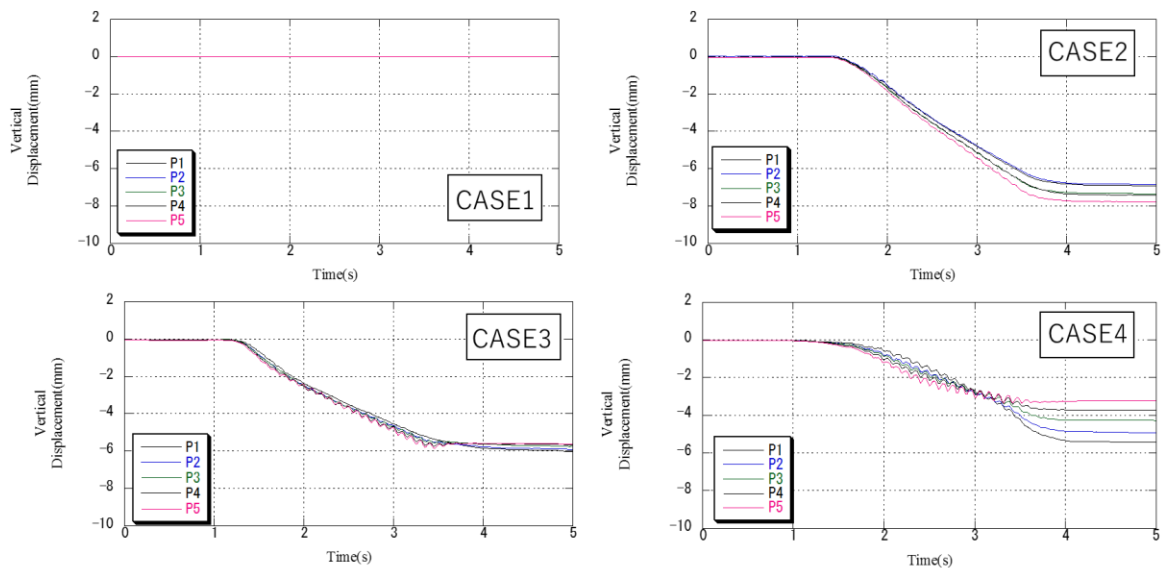 2
0
−2
−4
−6
−8
−10
Vertical
Displacement(mm)
P1
P2
P3
P4
P5
CASE1
0 1 2 3 4 5
Time(s)
2
0
−2
−4
−6
−8
−10
Vertical
Displacement(mm)
P1
P2
P3
P4
P5
CASE2
0 1 2 3 4 5
Time(s)
2
0
−2
−4
−6
−8
−10
Vertical
Displacement(mm)
P1
P2
P3
P4
P5
CASE3
0 1 2 3 4 5
Time(s)
2
0
−2
−4
−6
−8
−10
Vertical
Displacement(mm)
P1
P2
P3
P4
P5
CASE4
0 1 2 3 4 5
Time(s)